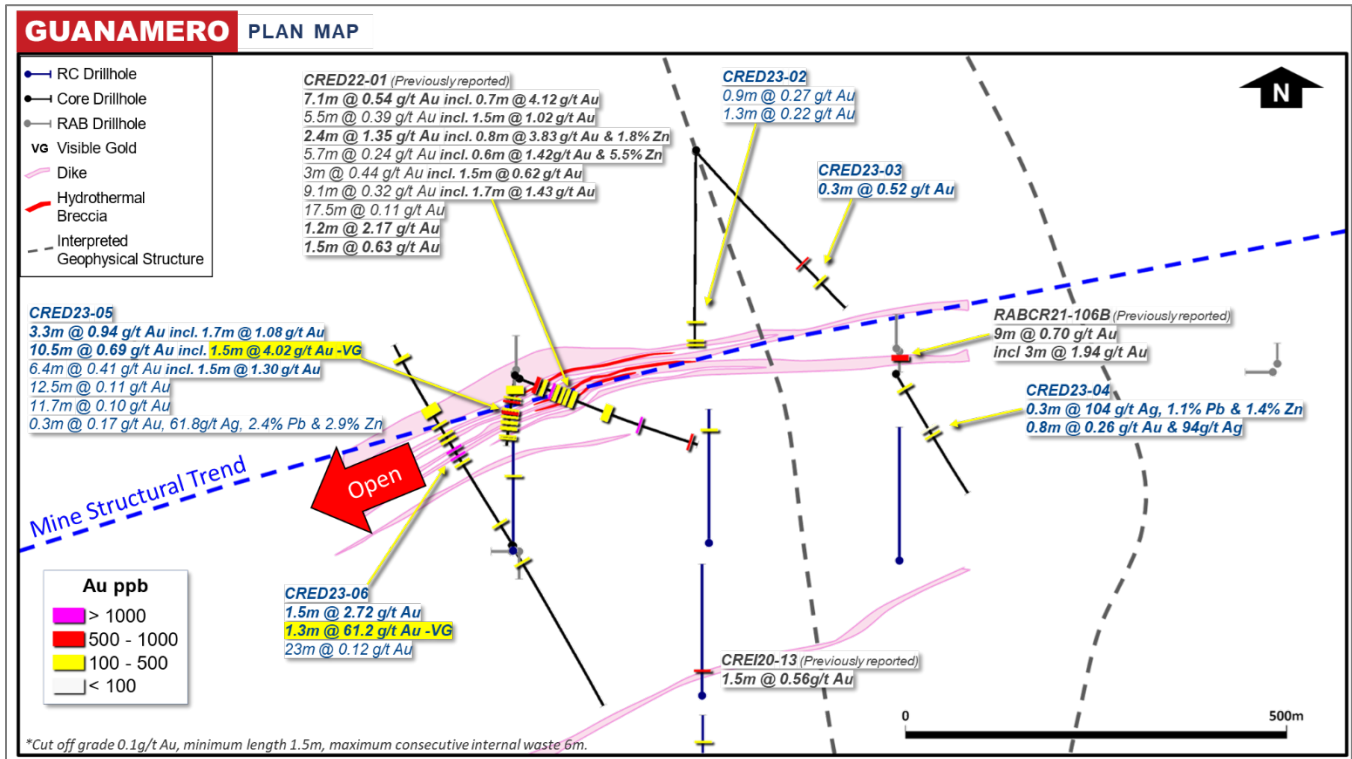 GUANAMERO PLAN MAP
RC Drillhole
Core Drillhole
RAB Drillhole
VG Visible Gold
Dike
Hydrothermal
Breccia
Interpreted
Geophysical Structure
CRED22-01 (Previously reported)
7.1m @ 0.54 g/t Au incl. 0.7m @ 4.12 g/t Au
5.5m @ 0.39 g/t Au incl. 1.5m @ 1.02 g/t Au
2.4m @ 1.35 g/t Au incl. 0.8m @ 3.83 g/t Au & 1.8% Zn
5.7m @ 0.24 g/t Au incl. 0.6m @ 1.42g/t Au & 5.5% Zn
3m @ 0.44 g/t Au incl. 1.5m @ 0.62 g/t Au
9.1m @ 0.32 g/t Au incl. 1.7m @ 1.43 g/t Au
17.5m @ 0.11 g/t Au
1.2m @ 2.17 g/t Au
1.5m @ 0.63 g/t Au
CRED23-02
0.9m @ 0.27 g/t Au
1.3m @ 0.22 g/t Au
N
CRED23-03
0.3m @ 0.52 g/t Au
CRED23-05
3.3m @ 0.94 g/t Au incl. 1.7m @ 1.08 g/t Au
10.5m @ 0.69 g/t Au incl. 1.5m @ 4.02 g/t Au -VG
6.4m @ 0.41 g/t Au incl. 1.5m @ 1.30 g/t Au
12.5m @ 0.11 g/t Au
11.7m @ 0.10 g/t Au
0.3m @ 0.17 g/t Au, 61.8g/t Ag, 2.4% Pb & 2.9% Zn
RABCR21-106B (Previously reported)
9m @ 0.70 g/t Au
incl 3m @ 1.94 g/t Au
CRED23-04
0.3m @ 104 g/t Ag, 1.1% Pb & 1.4% Zn
0.8m @ 0.26 g/t Au & 94g/t Ag
Mine Structural Trend
Open
Au ppb
> 1000
500 - 1000
100 - 500
< 100
CRED23-06
1.5m @ 2.72 g/t Au
1.3m @ 61.2 g/t Au -VG
23m @ 0.12 g/t Au
CREI20-13 (Previously reported)
1.5m @ 0.56g/t Au
0 500m
*Cut off grade 0.1g/t Au, minimum length 1.5m, maximum consecutive internal waste 6m.